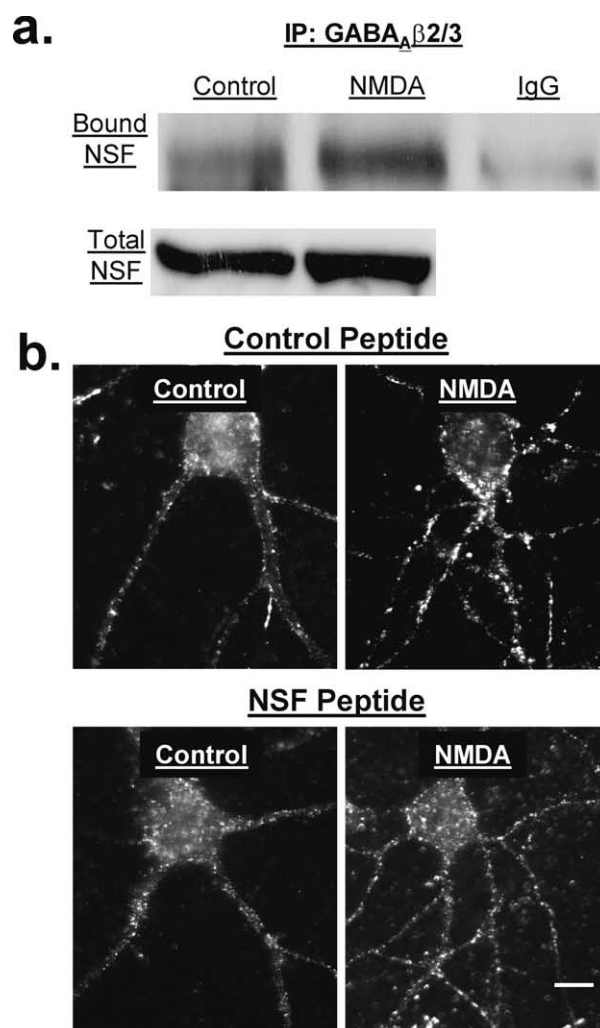 a.
IP: GABAAβ2/3
Control NMDA IgG
Bound
NSF
Total
NSF
b.
Control Peptide
Control NMDA
NSF Peptide
Control NMDA